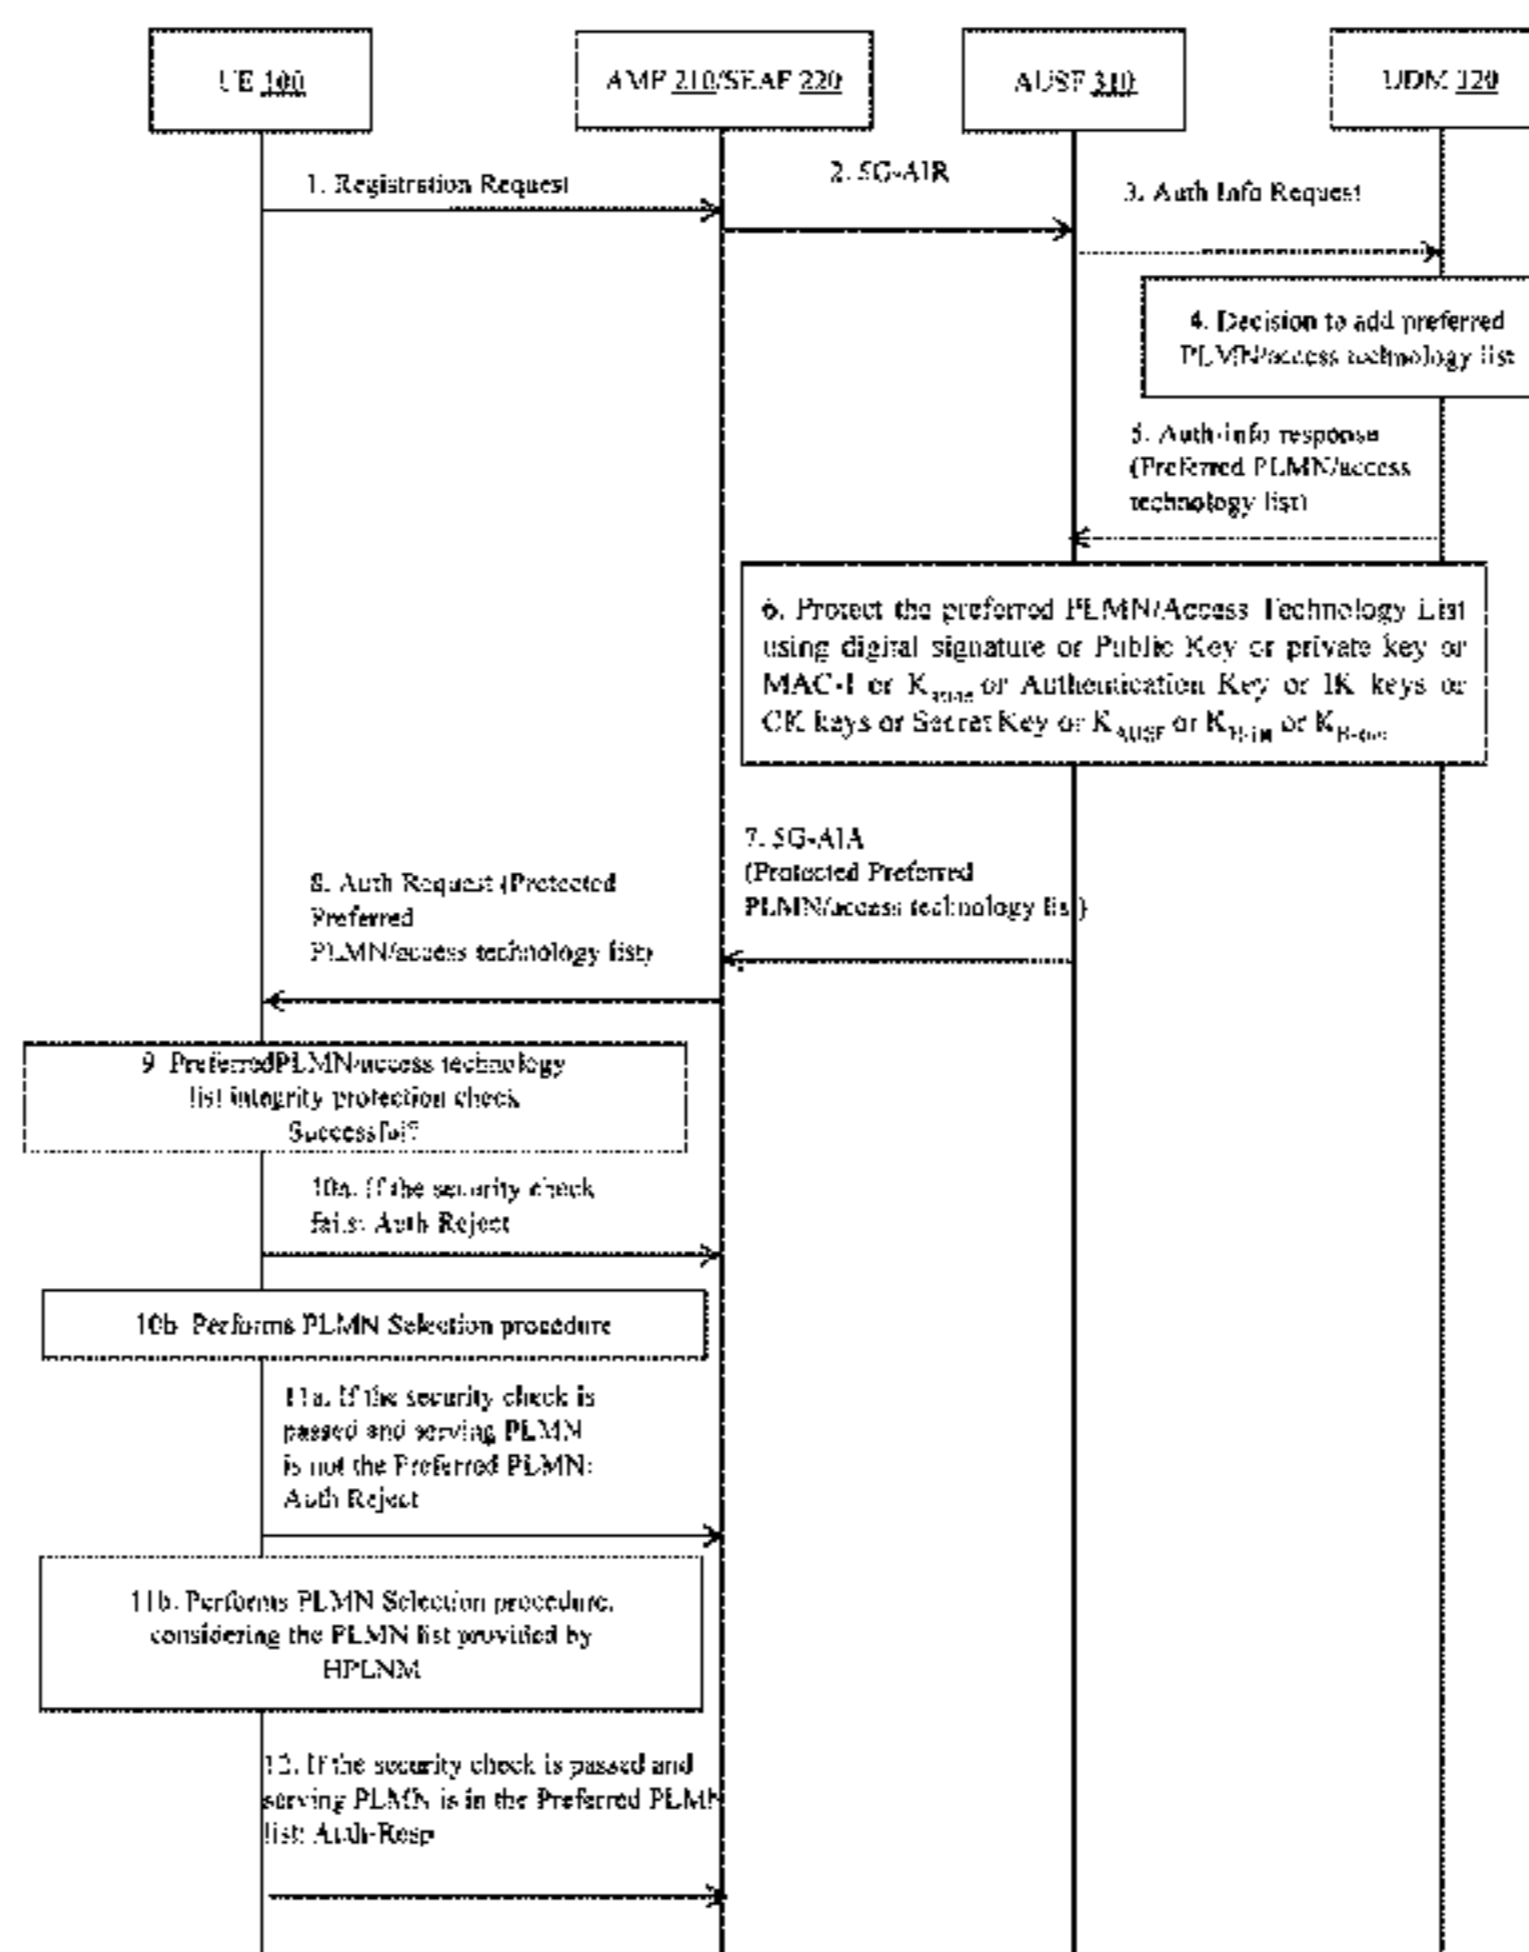 UE 100
AMF 210/SEAF 220
AUSF 310
UDM 320
1. Registration Request
2. 5G-AIR
3. Auth Info Request
4. Decision to add preferred
PLMN/access technology list
5. Auth-info response
(Preferred PLMN/access
technology list)
6. Protect the preferred PLMN/Access Technology List
using digital signature or Public Key or private key or
MAC-I or K or Authentication Key or IK keys or
CK keys or Secret Key or KAUSF or K or K
7. 5G-AIA
(Protected Preferred
PLMN/access technology list)
8. Auth Request (Protected
Preferred
PLMN/access technology list)
9 PreferredPLMN/access technology
list integrity protection check
Successful?
10a. If the security check
fails: Auth Reject
10b Performs PLMN Selection procedure
11a. If the security check is
passed and serving PLMN
is not the Preferred PLMN:
Auth Reject
11b. Performs PLMN Selection procedure,
considering the PLMN list provided by
HPLNM
12. If the security check is passed and
serving PLMN is in the Preferred PLMN
list: Auth-Resp